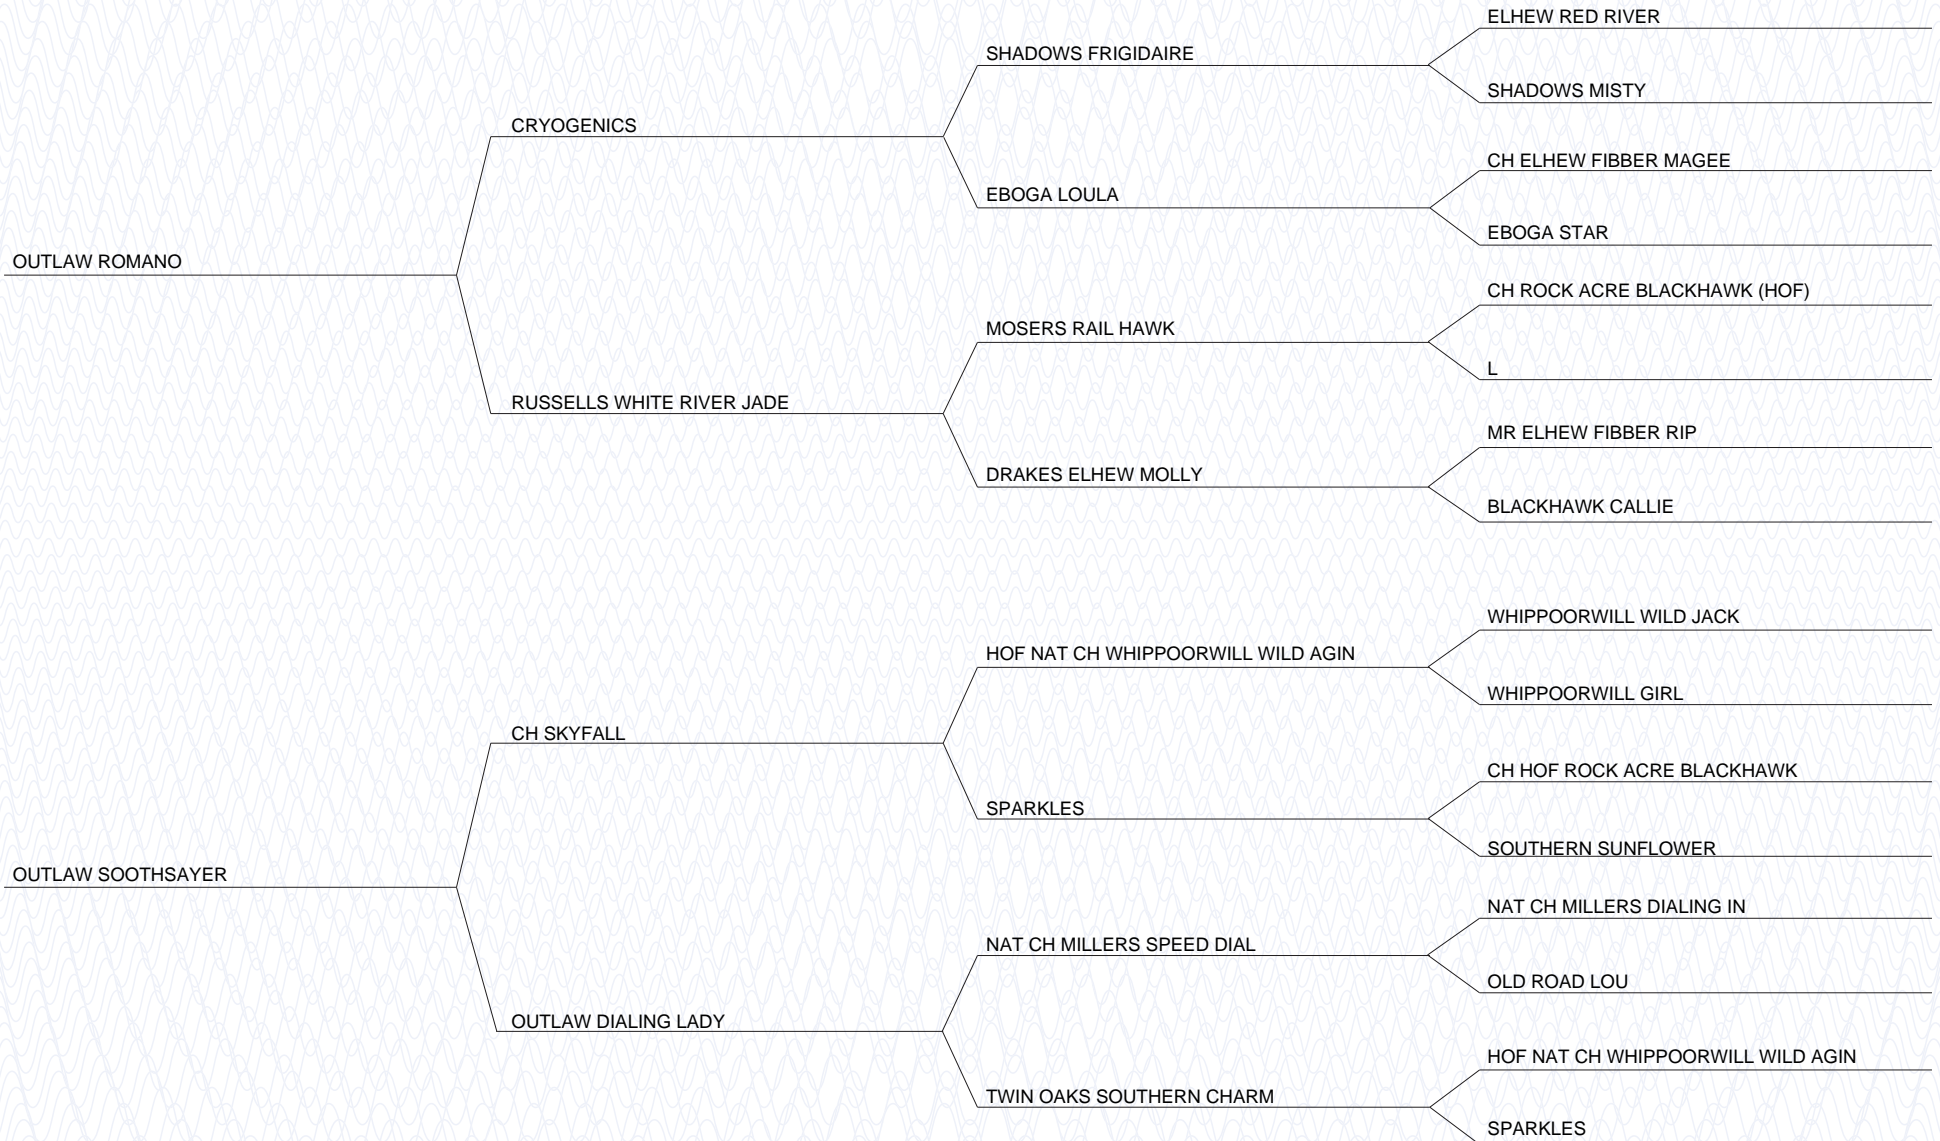 ELHEW RED RIVER
SHADOWS FRIGIDAIRE
SHADOWS MISTY
CRYOGENICS
CH ELHEW FIBBER MAGEE
EBOGA LOULA
EBOGA STAR
OUTLAW ROMANO
CH ROCK ACRE BLACKHAWK (HOF)
MOSERS RAIL HAWK
L
RUSSELLS WHITE RIVER JADE
MR ELHEW FIBBER RIP
DRAKES ELHEW MOLLY
BLACKHAWK CALLIE
WHIPPOORWILL WILD JACK
HOF NAT CH WHIPPOORWILL WILD AGIN
WHIPPOORWILL GIRL
CH SKYFALL
CH HOF ROCK ACRE BLACKHAWK
SPARKLES
SOUTHERN SUNFLOWER
OUTLAW SOOTHSAYER
NAT CH MILLERS DIALING IN
NAT CH MILLERS SPEED DIAL
OLD ROAD LOU
OUTLAW DIALING LADY
HOF NAT CH WHIPPOORWILL WILD AGIN
TWIN OAKS SOUTHERN CHARM
SPARKLES